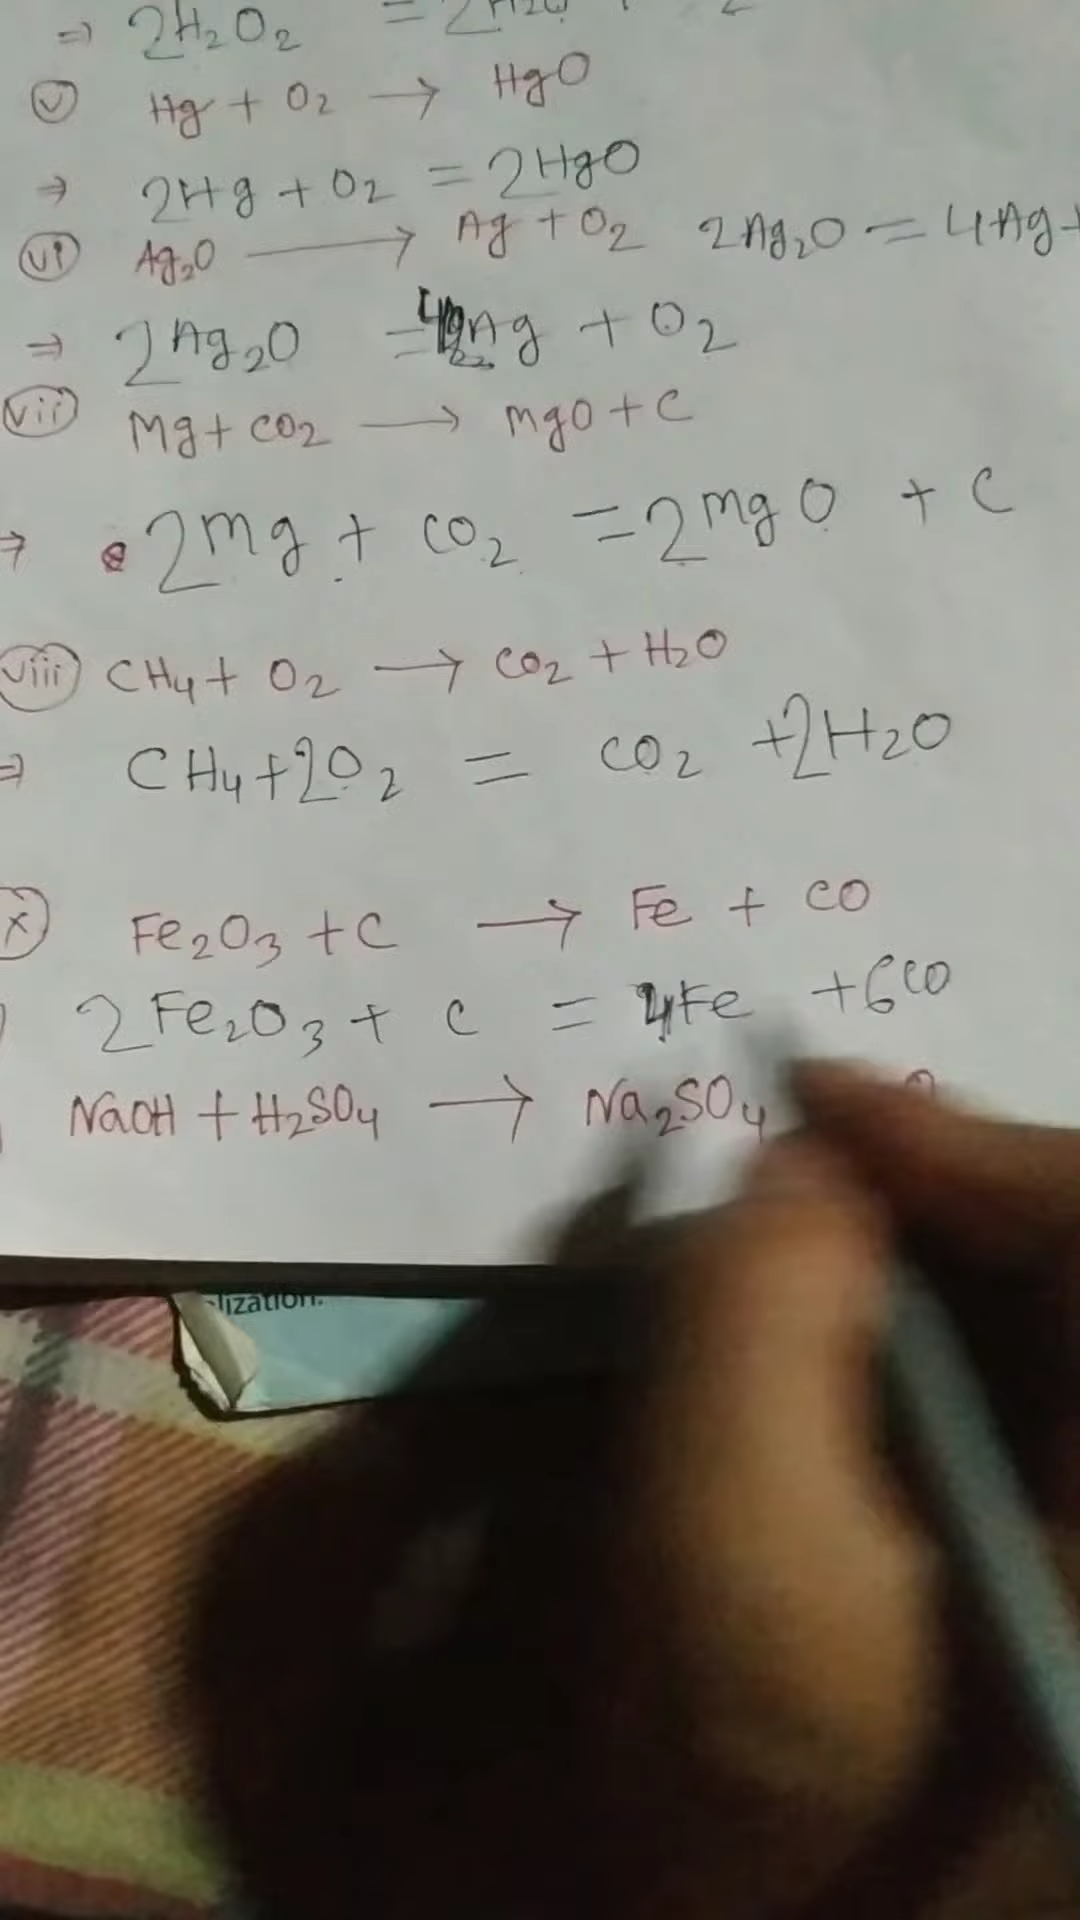 ⇒ 2H₂O₂ = 2H₂O
(v) Hg + O₂ → HgO
⇒ 2Hg + O₂ = 2HgO
(vi) Ag₂O → Ag + O₂ 2Ag₂O = 4Ag +
⇒ 2Ag₂O = Ag + O₂
(vii) Mg + CO₂ → MgO + C
⇒ 2Mg + CO₂ = 2MgO + C
(viii) CH₄ + O₂ → CO₂ + H₂O
⇒ CH₄ + 2O₂ = CO₂ + 2H₂O
x) Fe₂O₃ + C → Fe + CO
2Fe₂O₃ + C = 4Fe + 6CO
NaOH + H₂SO₄ → Na₂SO₄
lization.